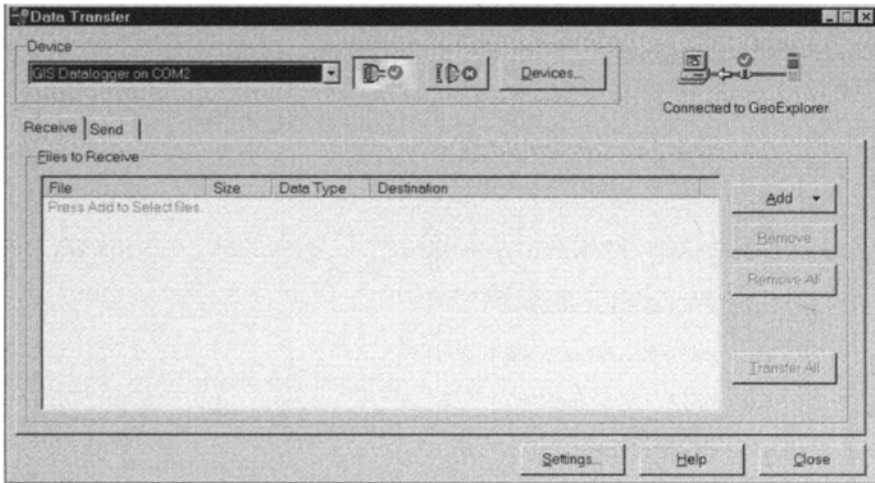 Data Transfer
Device
GIS Datalogger on COM2
Devices...
Connected to GeoExplorer
Receive
Send
Files to Receive
File Size Data Type Destination
Press Add to Select files.
Add
Remove
Remove All
Transfer All
Settings...
Help
Close